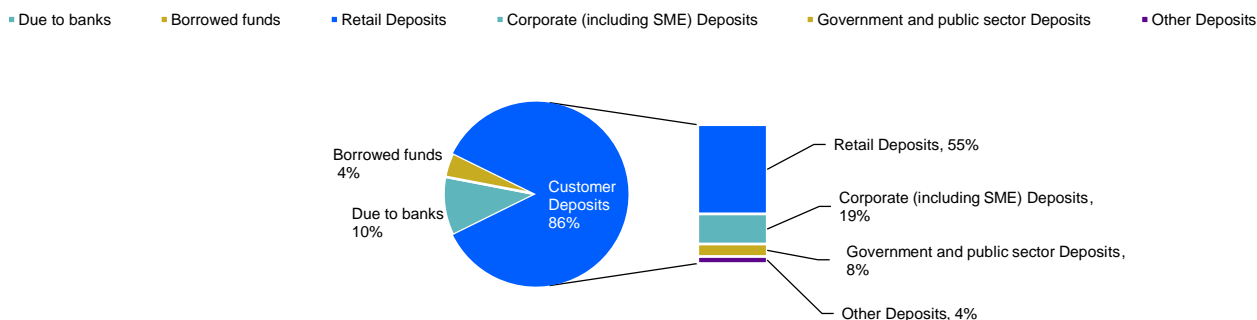 Due to banks
Borrowed funds
Retail Deposits
Corporate (including SME) Deposits
Government and public sector Deposits
Other Deposits
Borrowed funds
4%
Due to banks
10%
Customer
Deposits
86%
Retail Deposits, 55%
Corporate (including SME) Deposits,
19%
Government and public sector Deposits,
8%
Other Deposits, 4%